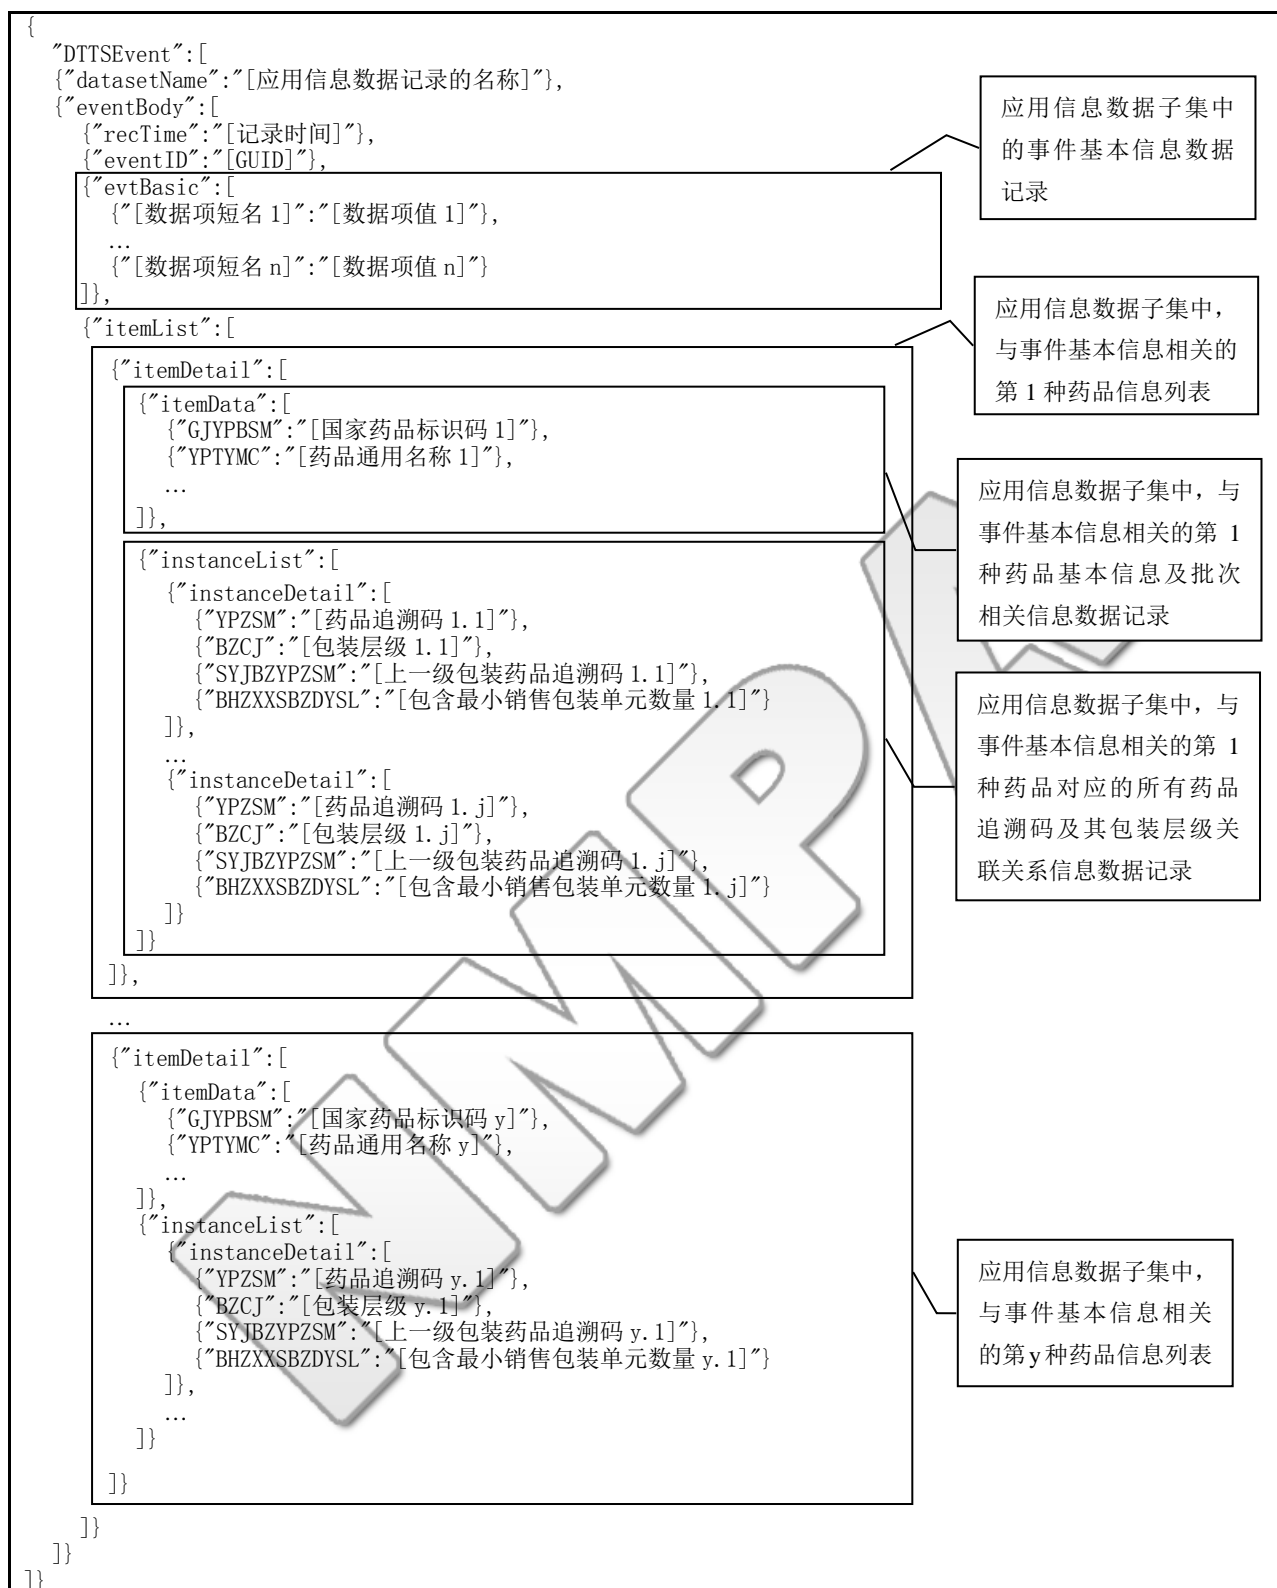 {
"DTTSEvent":[
{"datasetName":"[应用信息数据记录的名称]"},
{"eventBody":[
{"recTime":"[记录时间]"},
{"eventID":"[GUID]"},
{"evtBasic":[
{"[数据项短名1]":"[数据项值1]"},
…
{"[数据项短名n]":"[数据项值n]"}
]},
{"itemList":[
{"itemDetail":[
{"itemData":[
{"GJYPBSM":"[国家药品标识码1]"},
{"YPTYMC":"[药品通用名称1]"},
…
]},
{"instanceList":[
{"instanceDetail":[
{"YPZSM":"[药品追溯码1.1]"},
{"BZCJ":"[包装层级1.1]"},
{"SYJBZYPZSM":"[上一级包装药品追溯码1.1]"},
{"BHZXXSBZDYSL":"[包含最小销售包装单元数量1.1]"}
]},
…
{"instanceDetail":[
{"YPZSM":"[药品追溯码1.j]"},
{"BZCJ":"[包装层级1.j]"},
{"SYJBZYPZSM":"[上一级包装药品追溯码1.j]"},
{"BHZXXSBZDYSL":"[包含最小销售包装单元数量1.j]"}
]}
]}
]},
…
{"itemDetail":[
{"itemData":[
{"GJYPBSM":"[国家药品标识码y]"},
{"YPTYMC":"[药品通用名称y]"},
…
]},
{"instanceList":[
{"instanceDetail":[
{"YPZSM":"[药品追溯码y.1]"},
{"BZCJ":"[包装层级y.1]"},
{"SYJBZYPZSM":"[上一级包装药品追溯码y.1]"},
{"BHZXXSBZDYSL":"[包含最小销售包装单元数量y.1]"}
]},
…
]}
]}
]}
]}
]}
应用信息数据子集中
的事件基本信息数据
记录
应用信息数据子集中，
与事件基本信息相关的
第1种药品信息列表
应用信息数据子集中，与
事件基本信息相关的第1
种药品基本信息及批次
相关信息数据记录
应用信息数据子集中，与
事件基本信息相关的第1
种药品对应的所有药品
追溯码及其包装层级关
联关系信息数据记录
应用信息数据子集中，
与事件基本信息相关
的第y种药品信息列表
NMPA